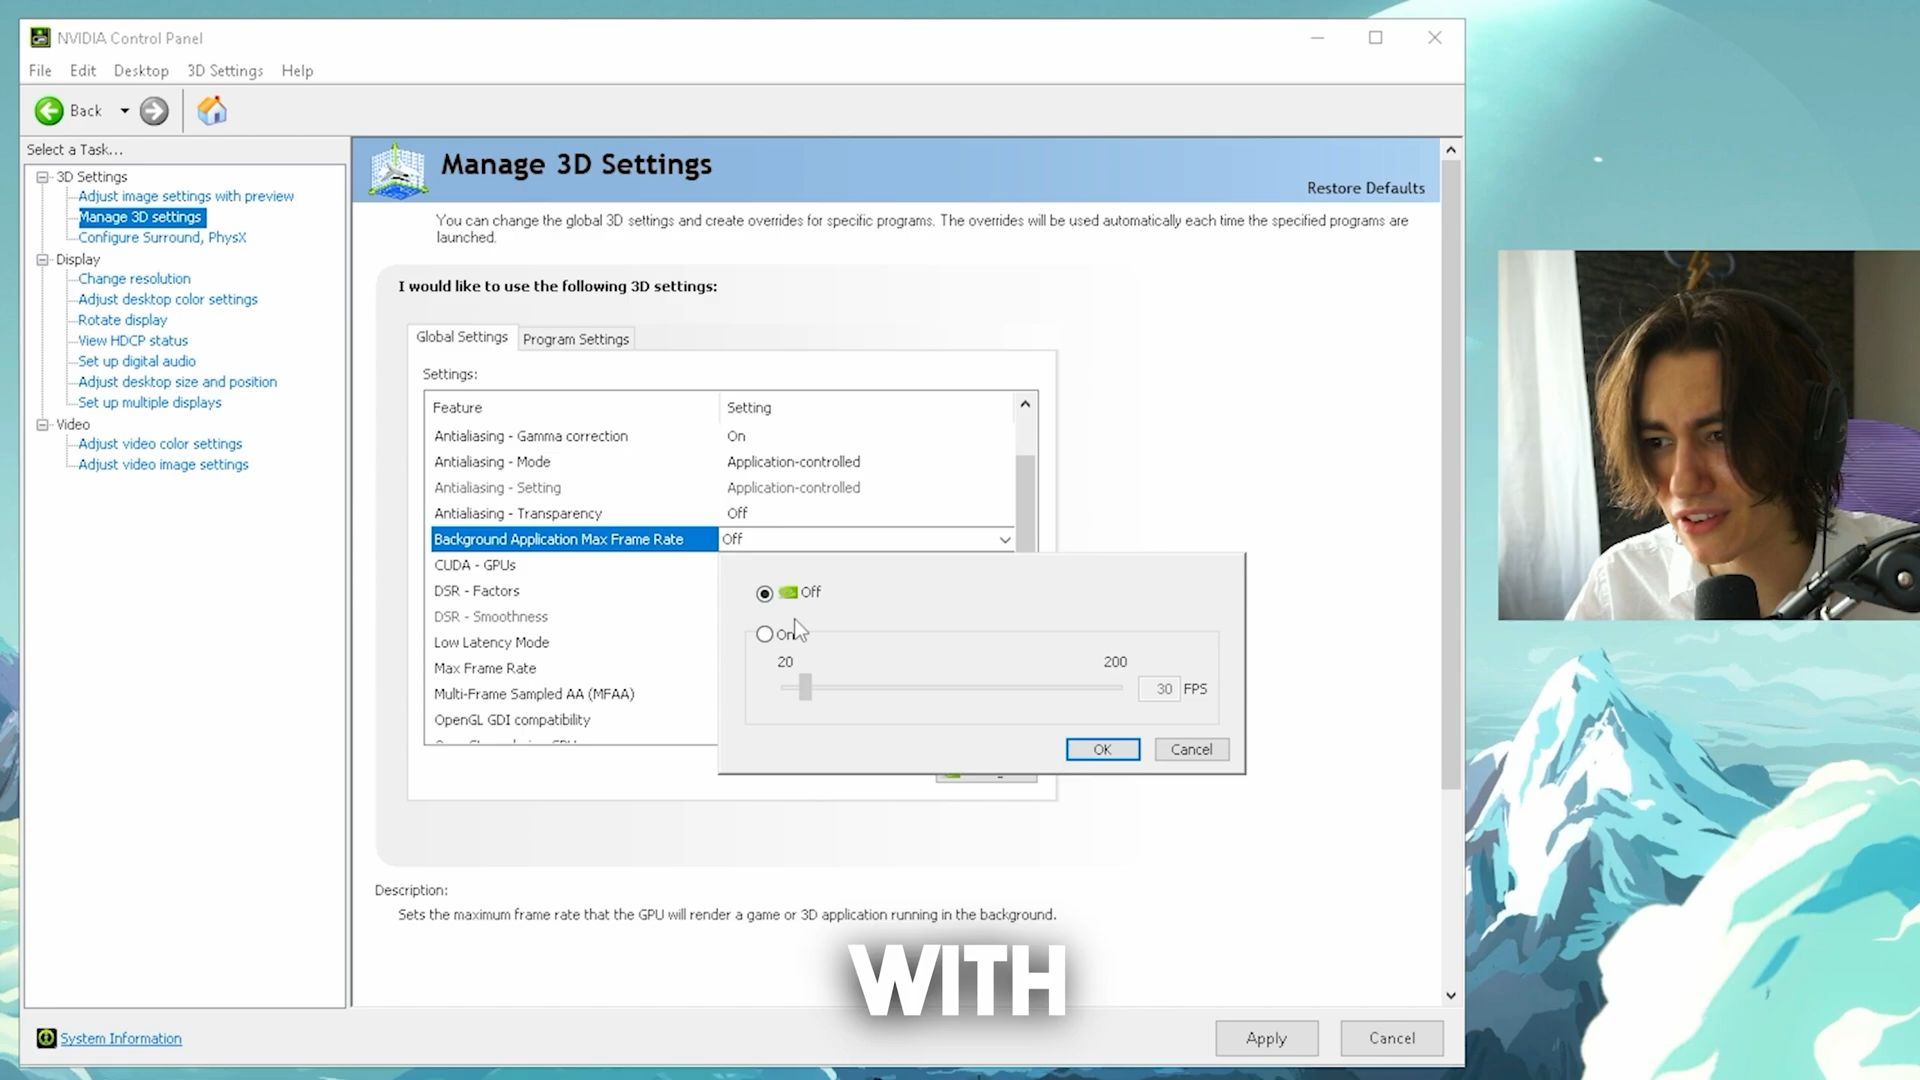 NVIDIA Control Panel
File Edit Desktop 3D Settings Help
Back
Select a Task...
3D Settings
Adjust image settings with preview
Manage 3D settings
Configure Surround, PhysX
Display
Change resolution
Adjust desktop color settings
Rotate display
View HDCP status
Set up digital audio
Adjust desktop size and position
Set up multiple displays
Video
Adjust video color settings
Adjust video image settings
System Information
Manage 3D Settings
Restore Defaults
You can change the global 3D settings and create overrides for specific programs. The overrides will be used automatically each time the specified programs are
launched.
I would like to use the following 3D settings:
Global Settings Program Settings
Settings:
Feature Setting
Antialiasing - Gamma correction On
Antialiasing - Mode Application-controlled
Antialiasing - Setting Application-controlled
Antialiasing - Transparency Off
Background Application Max Frame Rate Off
CUDA - GPUs
DSR - Factors
DSR - Smoothness
Low Latency Mode
Max Frame Rate
Multi-Frame Sampled AA (MFAA)
OpenGL GDI compatibility
Off
On
20 200
30 FPS
OK Cancel
Description:
Sets the maximum frame rate that the GPU will render a game or 3D application running in the background.
WITH
Apply Cancel